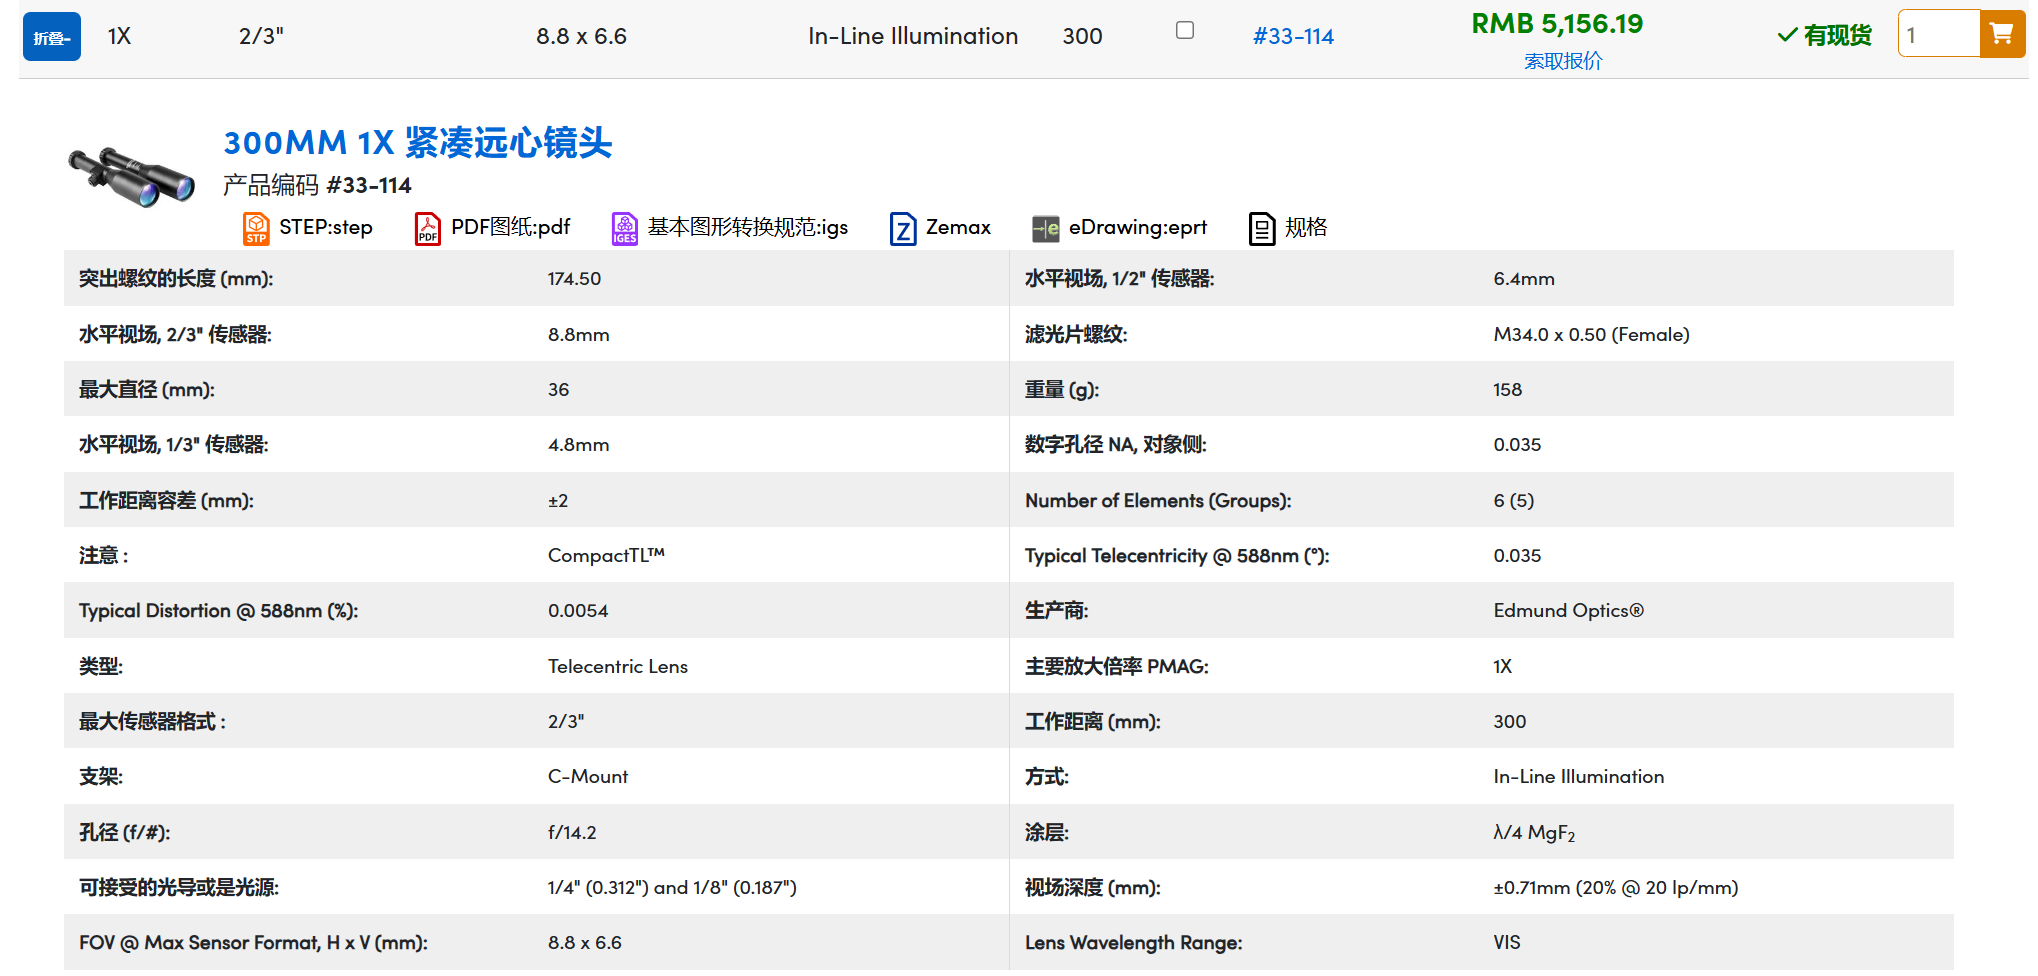 折叠-
1X
2/3"
8.8 x 6.6
In-Line Illumination
300
#33-114
RMB 5,156.19
索取报价
有现货
1
300MM 1X 紧凑远心镜头
产品编码 #33-114
STP STEP:step
PDF PDF图纸:pdf
IGES 基本图形转换规范:igs
Z Zemax
e eDrawing:eprt
规格
突出螺纹的长度 (mm): 174.50
水平视场, 1/2" 传感器: 6.4mm
水平视场, 2/3" 传感器: 8.8mm
滤光片螺纹: M34.0 x 0.50 (Female)
最大直径 (mm): 36
重量 (g): 158
水平视场, 1/3" 传感器: 4.8mm
数字孔径 NA, 对象侧: 0.035
工作距离容差 (mm): ±2
Number of Elements (Groups): 6 (5)
注意 : CompactTL™
Typical Telecentricity @ 588nm (°): 0.035
Typical Distortion @ 588nm (%): 0.0054
生产商: Edmund Optics®
类型: Telecentric Lens
主要放大倍率 PMAG: 1X
最大传感器格式 : 2/3"
工作距离 (mm): 300
支架: C-Mount
方式: In-Line Illumination
孔径 (f/#): f/14.2
涂层: λ/4 MgF₂
可接受的光导或是光源: 1/4" (0.312") and 1/8" (0.187")
视场深度 (mm): ±0.71mm (20% @ 20 lp/mm)
FOV @ Max Sensor Format, H x V (mm): 8.8 x 6.6
Lens Wavelength Range: VIS